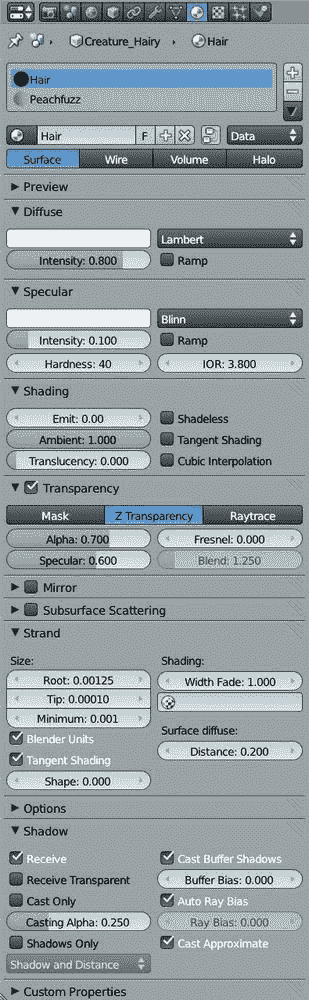 Creature_Hairy
Hair
Hair
Peachfuzz
Hair
F
Data
Surface
Wire
Volume
Halo
Preview
Diffuse
Lambert
Intensity: 0.800
Ramp
Specular
Blinn
Intensity: 0.100
Ramp
Hardness: 40
IOR: 3.800
Shading
Emit: 0.00
Shadeless
Ambient: 1.000
Tangent Shading
Translucency: 0.000
Cubic Interpolation
Transparency
Mask
Z Transparency
Raytrace
Alpha: 0.700
Fresnel: 0.000
Specular: 0.600
Blend: 1.250
Mirror
Subsurface Scattering
Strand
Size:
Shading:
Root: 0.00125
Width Fade: 1.000
Tip: 0.00010
Minimum: 0.001
Surface diffuse:
Blender Units
Distance: 0.200
Tangent Shading
Shape: 0.000
Options
Shadow
Receive
Cast Buffer Shadows
Receive Transparent
Buffer Bias: 0.000
Cast Only
Auto Ray Bias
Casting Alpha: 0.250
Ray Bias: 0.000
Shadows Only
Cast Approximate
Shadow and Distance
Custom Properties